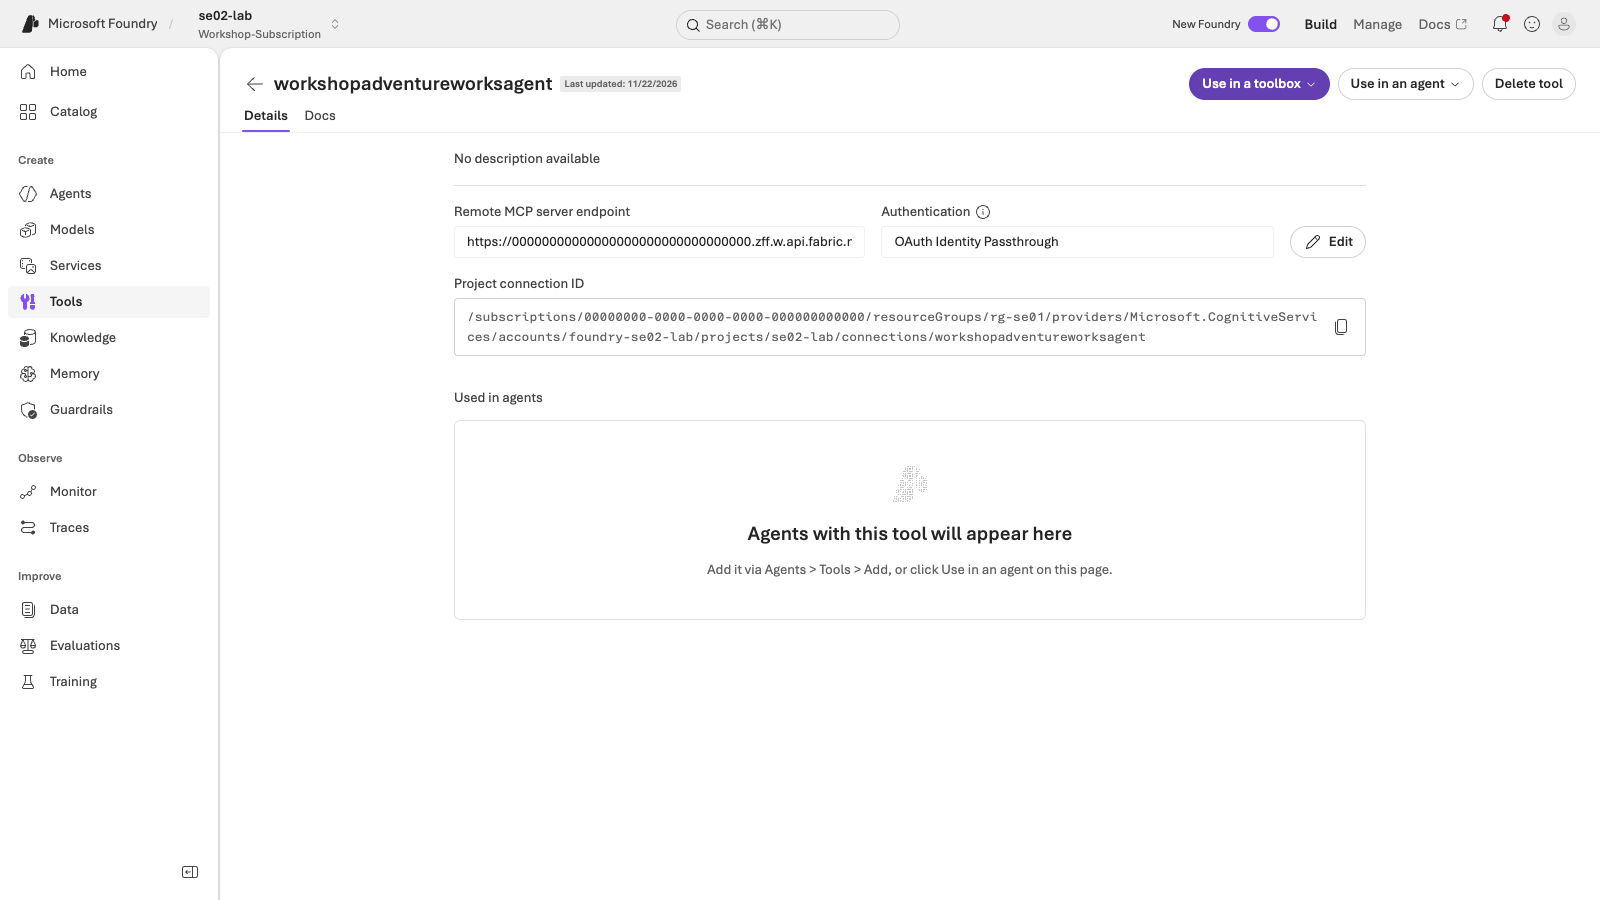 Microsoft Foundry
/
se02-lab
Workshop-Subscription
Search (⌘K)
New Foundry
Build
Manage
Docs
Home
Catalog
Create
Agents
Models
Services
Tools
Knowledge
Memory
Guardrails
Observe
Monitor
Traces
Improve
Data
Evaluations
Training
workshopadventureworksagent
Last updated: 11/22/2026
Use in a toolbox
Use in an agent
Delete tool
Details
Docs
No description available
Remote MCP server endpoint
Authentication
https://00000000000000000000000000000000.zff.w.api.fabric.r
OAuth Identity Passthrough
Edit
Project connection ID
/subscriptions/00000000-0000-0000-0000-000000000000/resourceGroups/rg-se01/providers/Microsoft.CognitiveServi
ces/accounts/foundry-se02-lab/projects/se02-lab/connections/workshopadventureworksagent
Used in agents
Agents with this tool will appear here
Add it via Agents > Tools > Add, or click Use in an agent on this page.